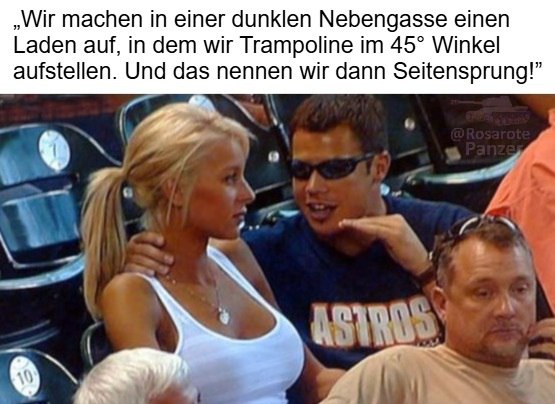 „Wir machen in einer dunklen Nebengasse einen
Laden auf, in dem wir Trampoline im 45° Winkel
aufstellen. Und das nennen wir dann Seitensprung!”
@Rosarote
Panzer
7
ASTROS
10